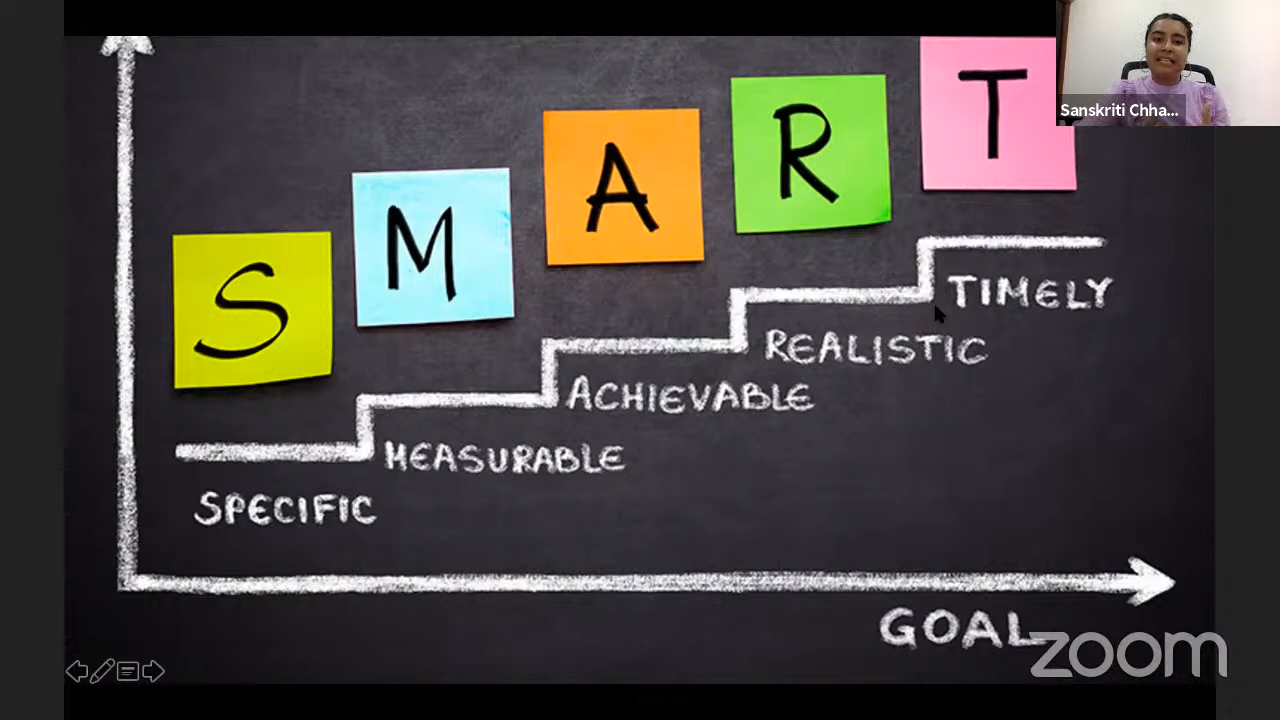 Sanskriti Chha...
S M A R T
TIMELY
REALISTIC
ACHIEVABLE
MEASURABLE
SPECIFIC
GOAL
zoom